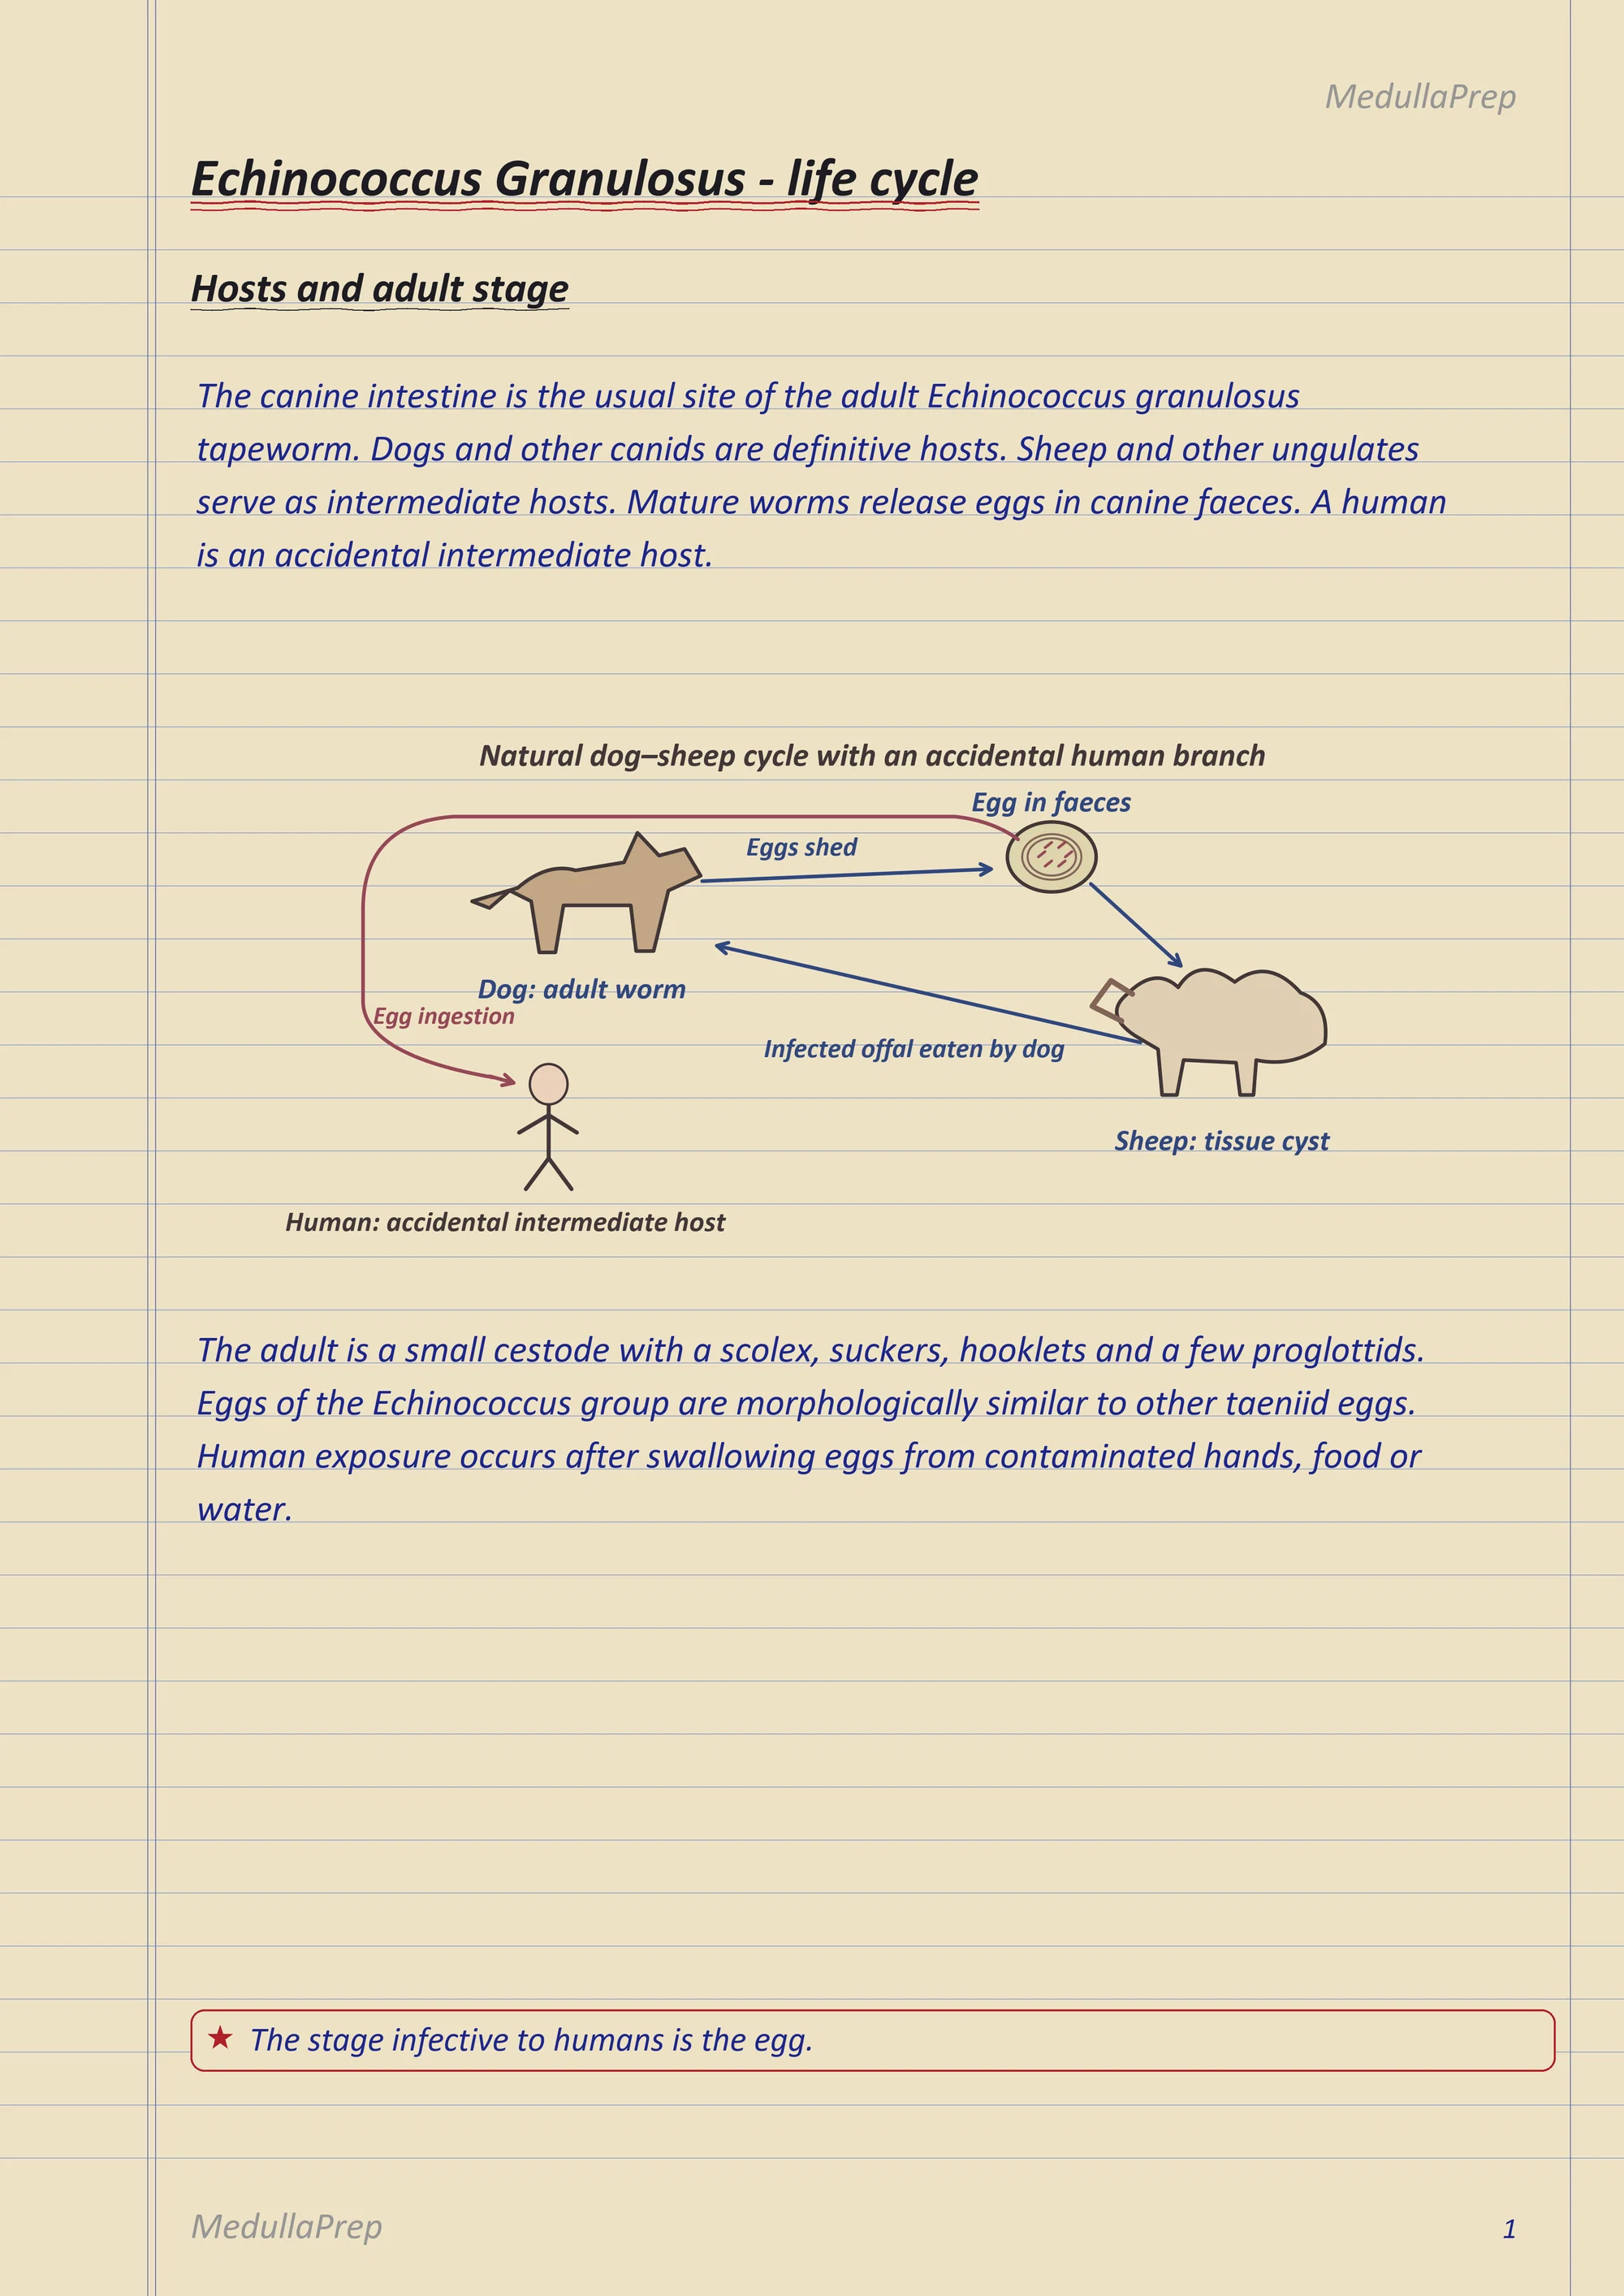 MedullaPrep
Echinococcus Granulosus - life cycle
Hosts and adult stage
The canine intestine is the usual site of the adult Echinococcus granulosus
tapeworm. Dogs and other canids are definitive hosts. Sheep and other ungulates
serve as intermediate hosts. Mature worms release eggs in canine faeces. A human
is an accidental intermediate host.
Natural dog–sheep cycle with an accidental human branch
Egg in faeces
Eggs shed
Dog: adult worm
Egg ingestion
Infected offal eaten by dog
Sheep: tissue cyst
Human: accidental intermediate host
The adult is a small cestode with a scolex, suckers, hooklets and a few proglottids.
Eggs of the Echinococcus group are morphologically similar to other taeniid eggs.
Human exposure occurs after swallowing eggs from contaminated hands, food or
water.
★ The stage infective to humans is the egg.
MedullaPrep
1